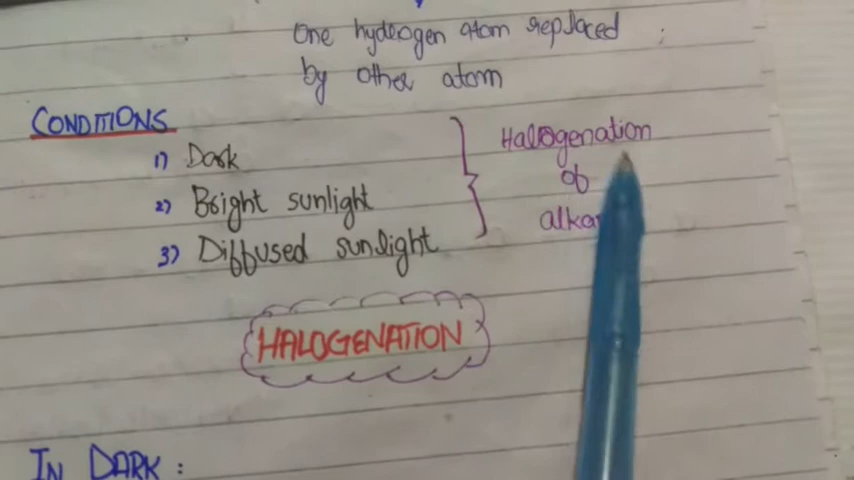 One hydrogen atom replaced
by other atom
CONDITIONS
1) Dark
2) Bright sunlight
3) Diffused sunlight
Halogenation
of
HALOGENATION
IN DARK: